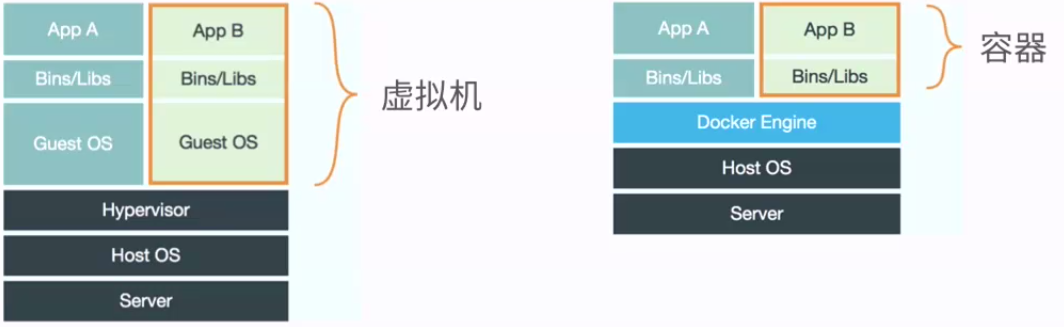 App A
App B
Bins/Libs
Bins/Libs
Guest OS
Guest OS
Hypervisor
Host OS
Server
虚拟机
App A
App B
Bins/Libs
Bins/Libs
Docker Engine
Host OS
Server
容器